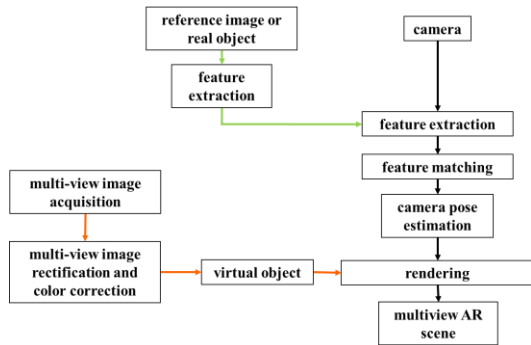 reference image or
real object
camera
feature
extraction
feature extraction
feature matching
multi-view image
acquisition
camera pose
estimation
multi-view image
rectification and
color correction
virtual object
rendering
multiview AR
scene